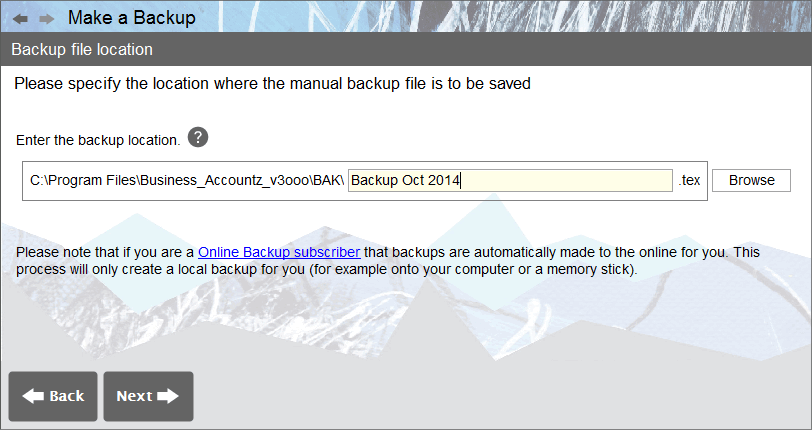 Make a Backup
Backup file location
Please specify the location where the manual backup file is to be saved
Enter the backup location. ?
C:\Program Files\Business_Accountz_v3ooo\BAK\ Backup Oct 2014 .tex Browse
Please note that if you are a Online Backup subscriber that backups are automatically made to the online for you. This
process will only create a local backup for you (for example onto your computer or a memory stick).
Back Next